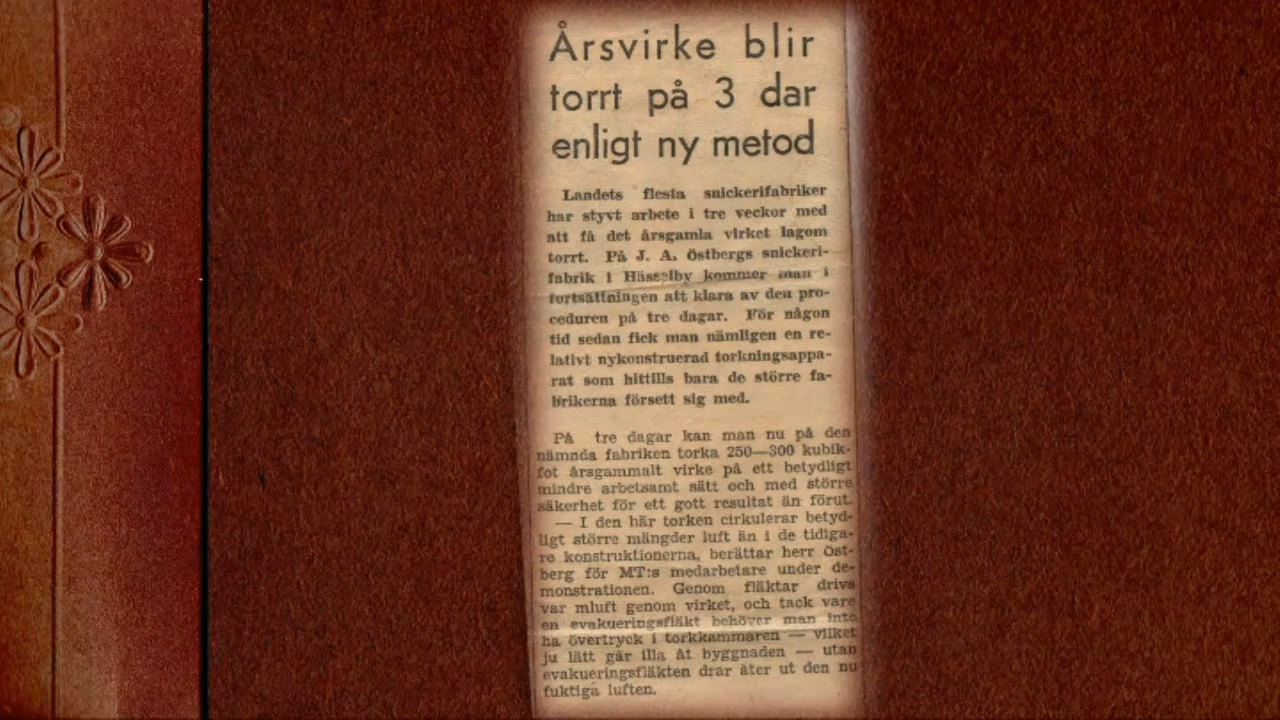 Årsvirke blir
torrt på 3 dar
enligt ny metod
Landets flesta snickerifabriker
har styvt arbete i tre veckor med
att få det årsgamla virket lagom
torrt. På J. A. Östbergs snickeri-
fabrik i Hässelby kommer man i
fortsättningen att klara av den pro-
ceduren på tre dagar. För någon
tid sedan fick man nämligen en re-
lativt nykonstruerad torkningsappa-
rat som hittills bara de större fa-
brikerna försett sig med.
På tre dagar kan man nu på den
nämnda fabriken torka 250—300 kubik-
fot årsgammalt virke på ett betydligt
mindre arbetsamt sätt och med större
säkerhet för ett gott resultat än förut.
— I den här torken cirkulerar betyd-
ligt större mängder luft än i de tidiga-
re konstruktionerna, berättar herr Öst-
berg för MT:s medarbetare under de-
monstrationen. Genom fläktar drivs
var mluft genom virket, och tack vare
en evakueringsfläkt behöver man inte
ha övertryck i torkkammaren — vilket
ju lätt går illa åt byggnaden — utan
evakueringsfläkten drar åter ut den nu
fuktiga luften.